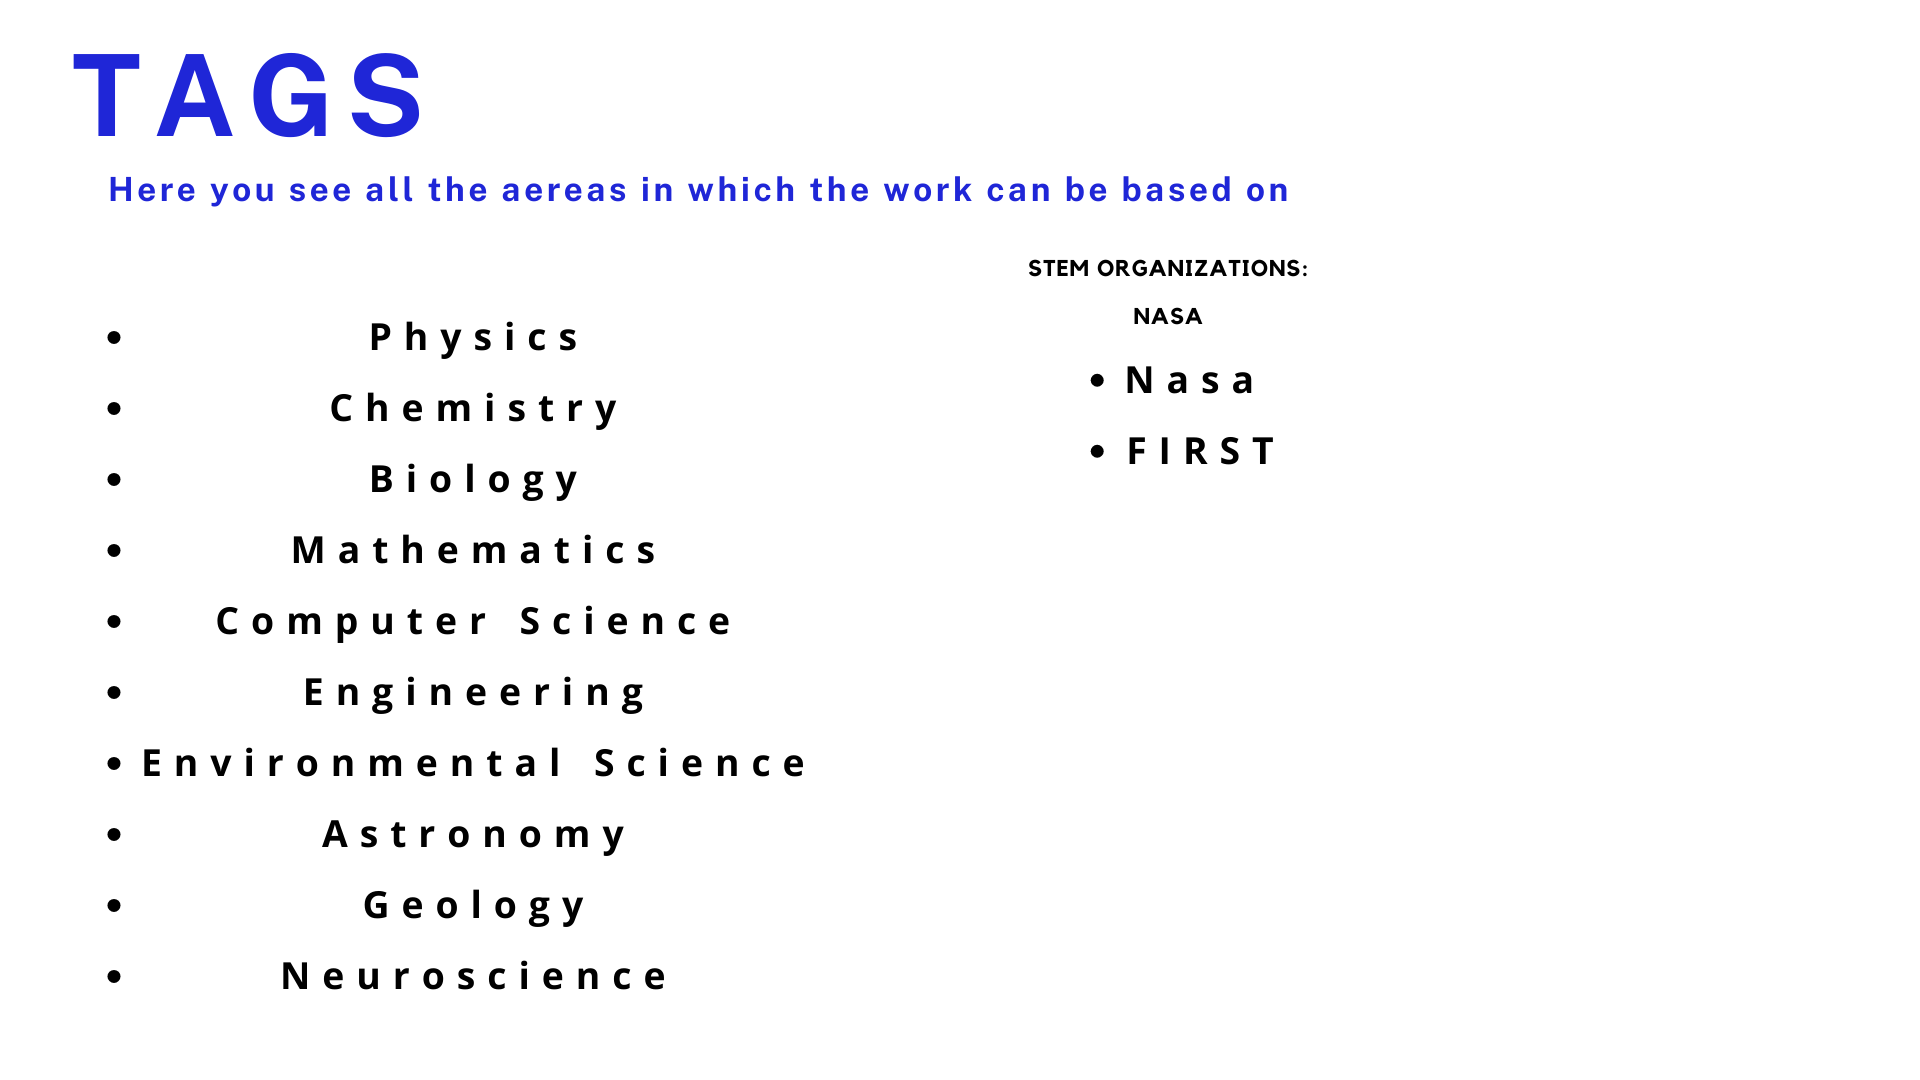 TAGS
Here you see all the aereas in which the work can be based on
• Physics
• Chemistry
• Biology
• Mathematics
• Computer Science
• Engineering
• Environmental Science
• Astronomy
• Geology
• Neuroscience
STEM ORGANIZATIONS:
NASA
• Nasa
• FIRST